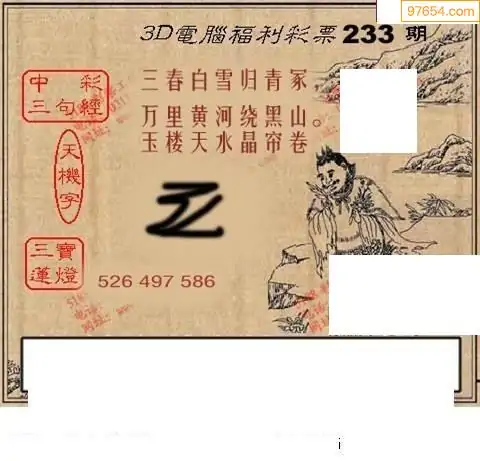 97654.com
3D電腦福利彩票233 期
中 彩
三句經
三春白雪归青冢
万里黄河绕黑山。
玉楼天水晶帘卷
天機字
三寶
蓮燈
526 497 586
i